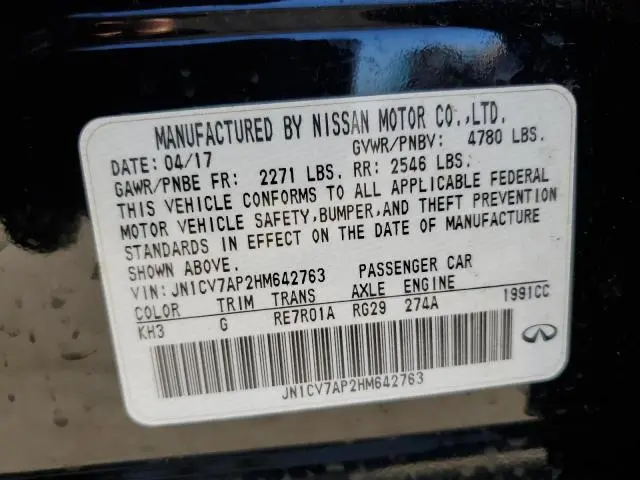 MANUFACTURED BY NISSAN MOTOR CO.,LTD.
DATE: 04/17 GVWR/PNBV: 4780 LBS.
GAWR/PNBE FR: 2271 LBS. RR: 2546 LBS.
THIS VEHICLE CONFORMS TO ALL APPLICABLE FEDERAL
MOTOR VEHICLE SAFETY,BUMPER,AND THEFT PREVENTION
STANDARDS IN EFFECT ON THE DATE OF MANUFACTURE
SHOWN ABOVE.
VIN: JN1CV7AP2HM642763 PASSENGER CAR
COLOR TRIM TRANS AXLE ENGINE
KH3 G RE7R01A RG29 274A 1991CC
JN1CV7AP2HM642763